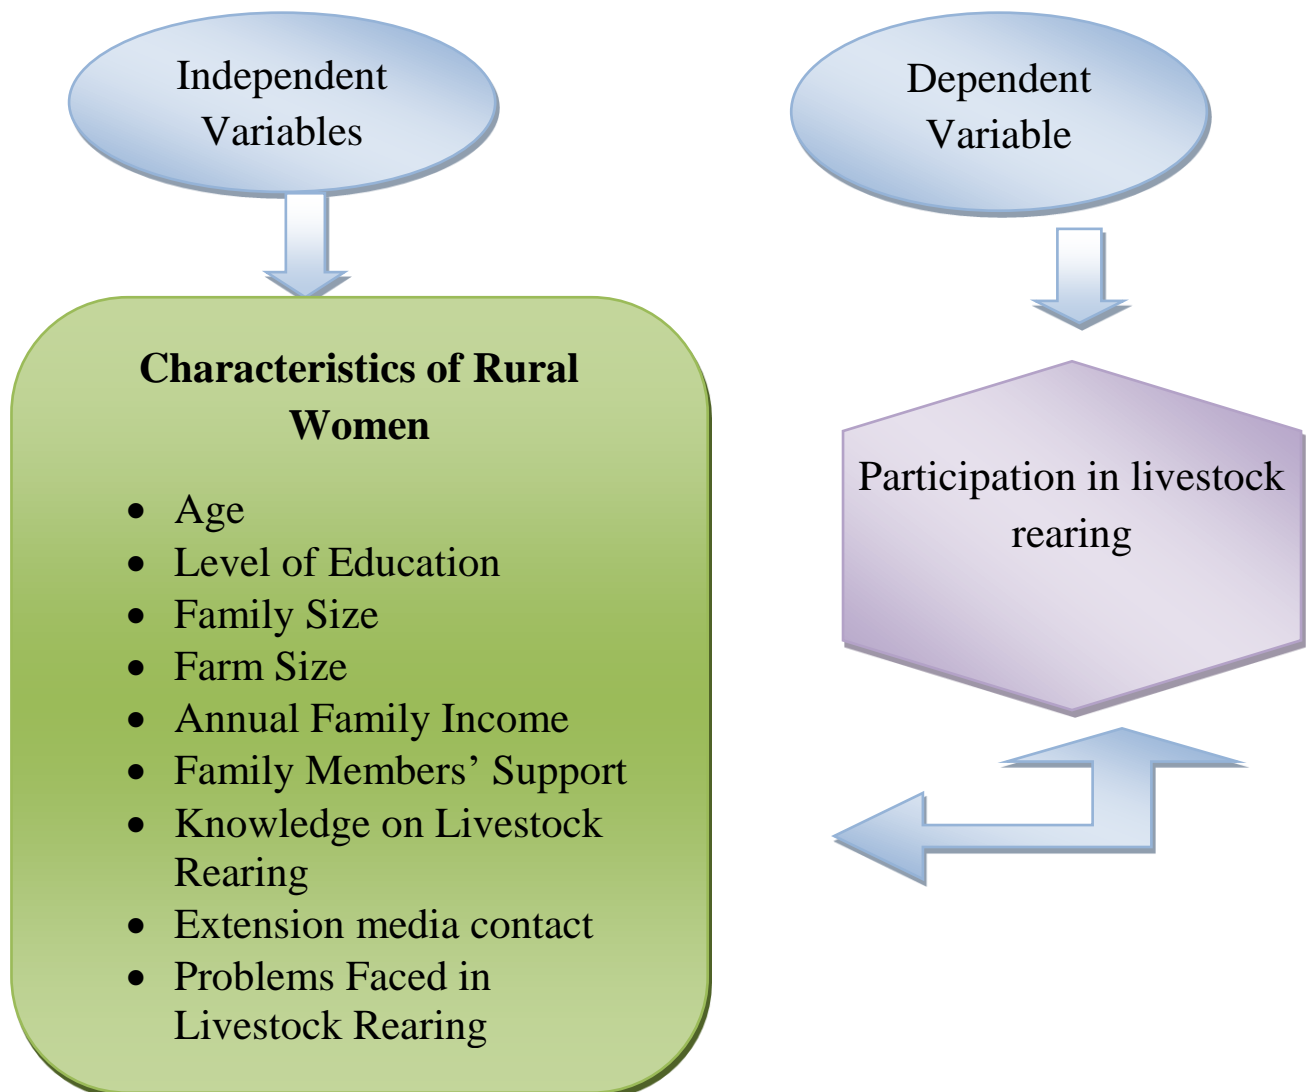 Independent
Variables
Dependent
Variable
Characteristics of Rural
Women
• Age
• Level of Education
• Family Size
• Farm Size
• Annual Family Income
• Family Members’ Support
• Knowledge on Livestock
Rearing
• Extension media contact
• Problems Faced in
Livestock Rearing
Participation in livestock
rearing